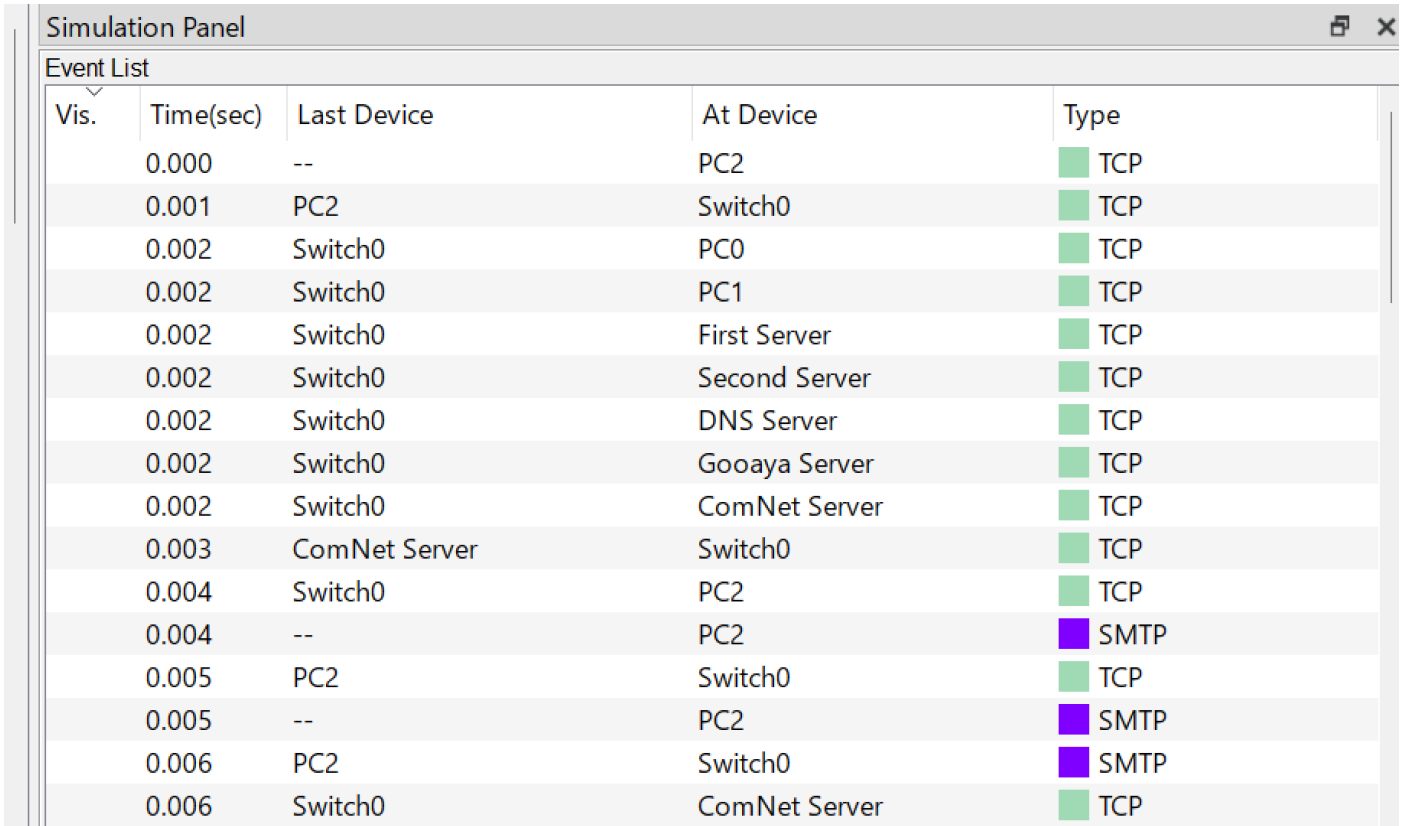 Simulation Panel
Event List
Vis. Time(sec) Last Device At Device Type
0.000 -- PC2 TCP
0.001 PC2 Switch0 TCP
0.002 Switch0 PC0 TCP
0.002 Switch0 PC1 TCP
0.002 Switch0 First Server TCP
0.002 Switch0 Second Server TCP
0.002 Switch0 DNS Server TCP
0.002 Switch0 Gooaya Server TCP
0.002 Switch0 ComNet Server TCP
0.003 ComNet Server Switch0 TCP
0.004 Switch0 PC2 TCP
0.004 -- PC2 SMTP
0.005 PC2 Switch0 TCP
0.005 -- PC2 SMTP
0.006 PC2 Switch0 SMTP
0.006 Switch0 ComNet Server TCP